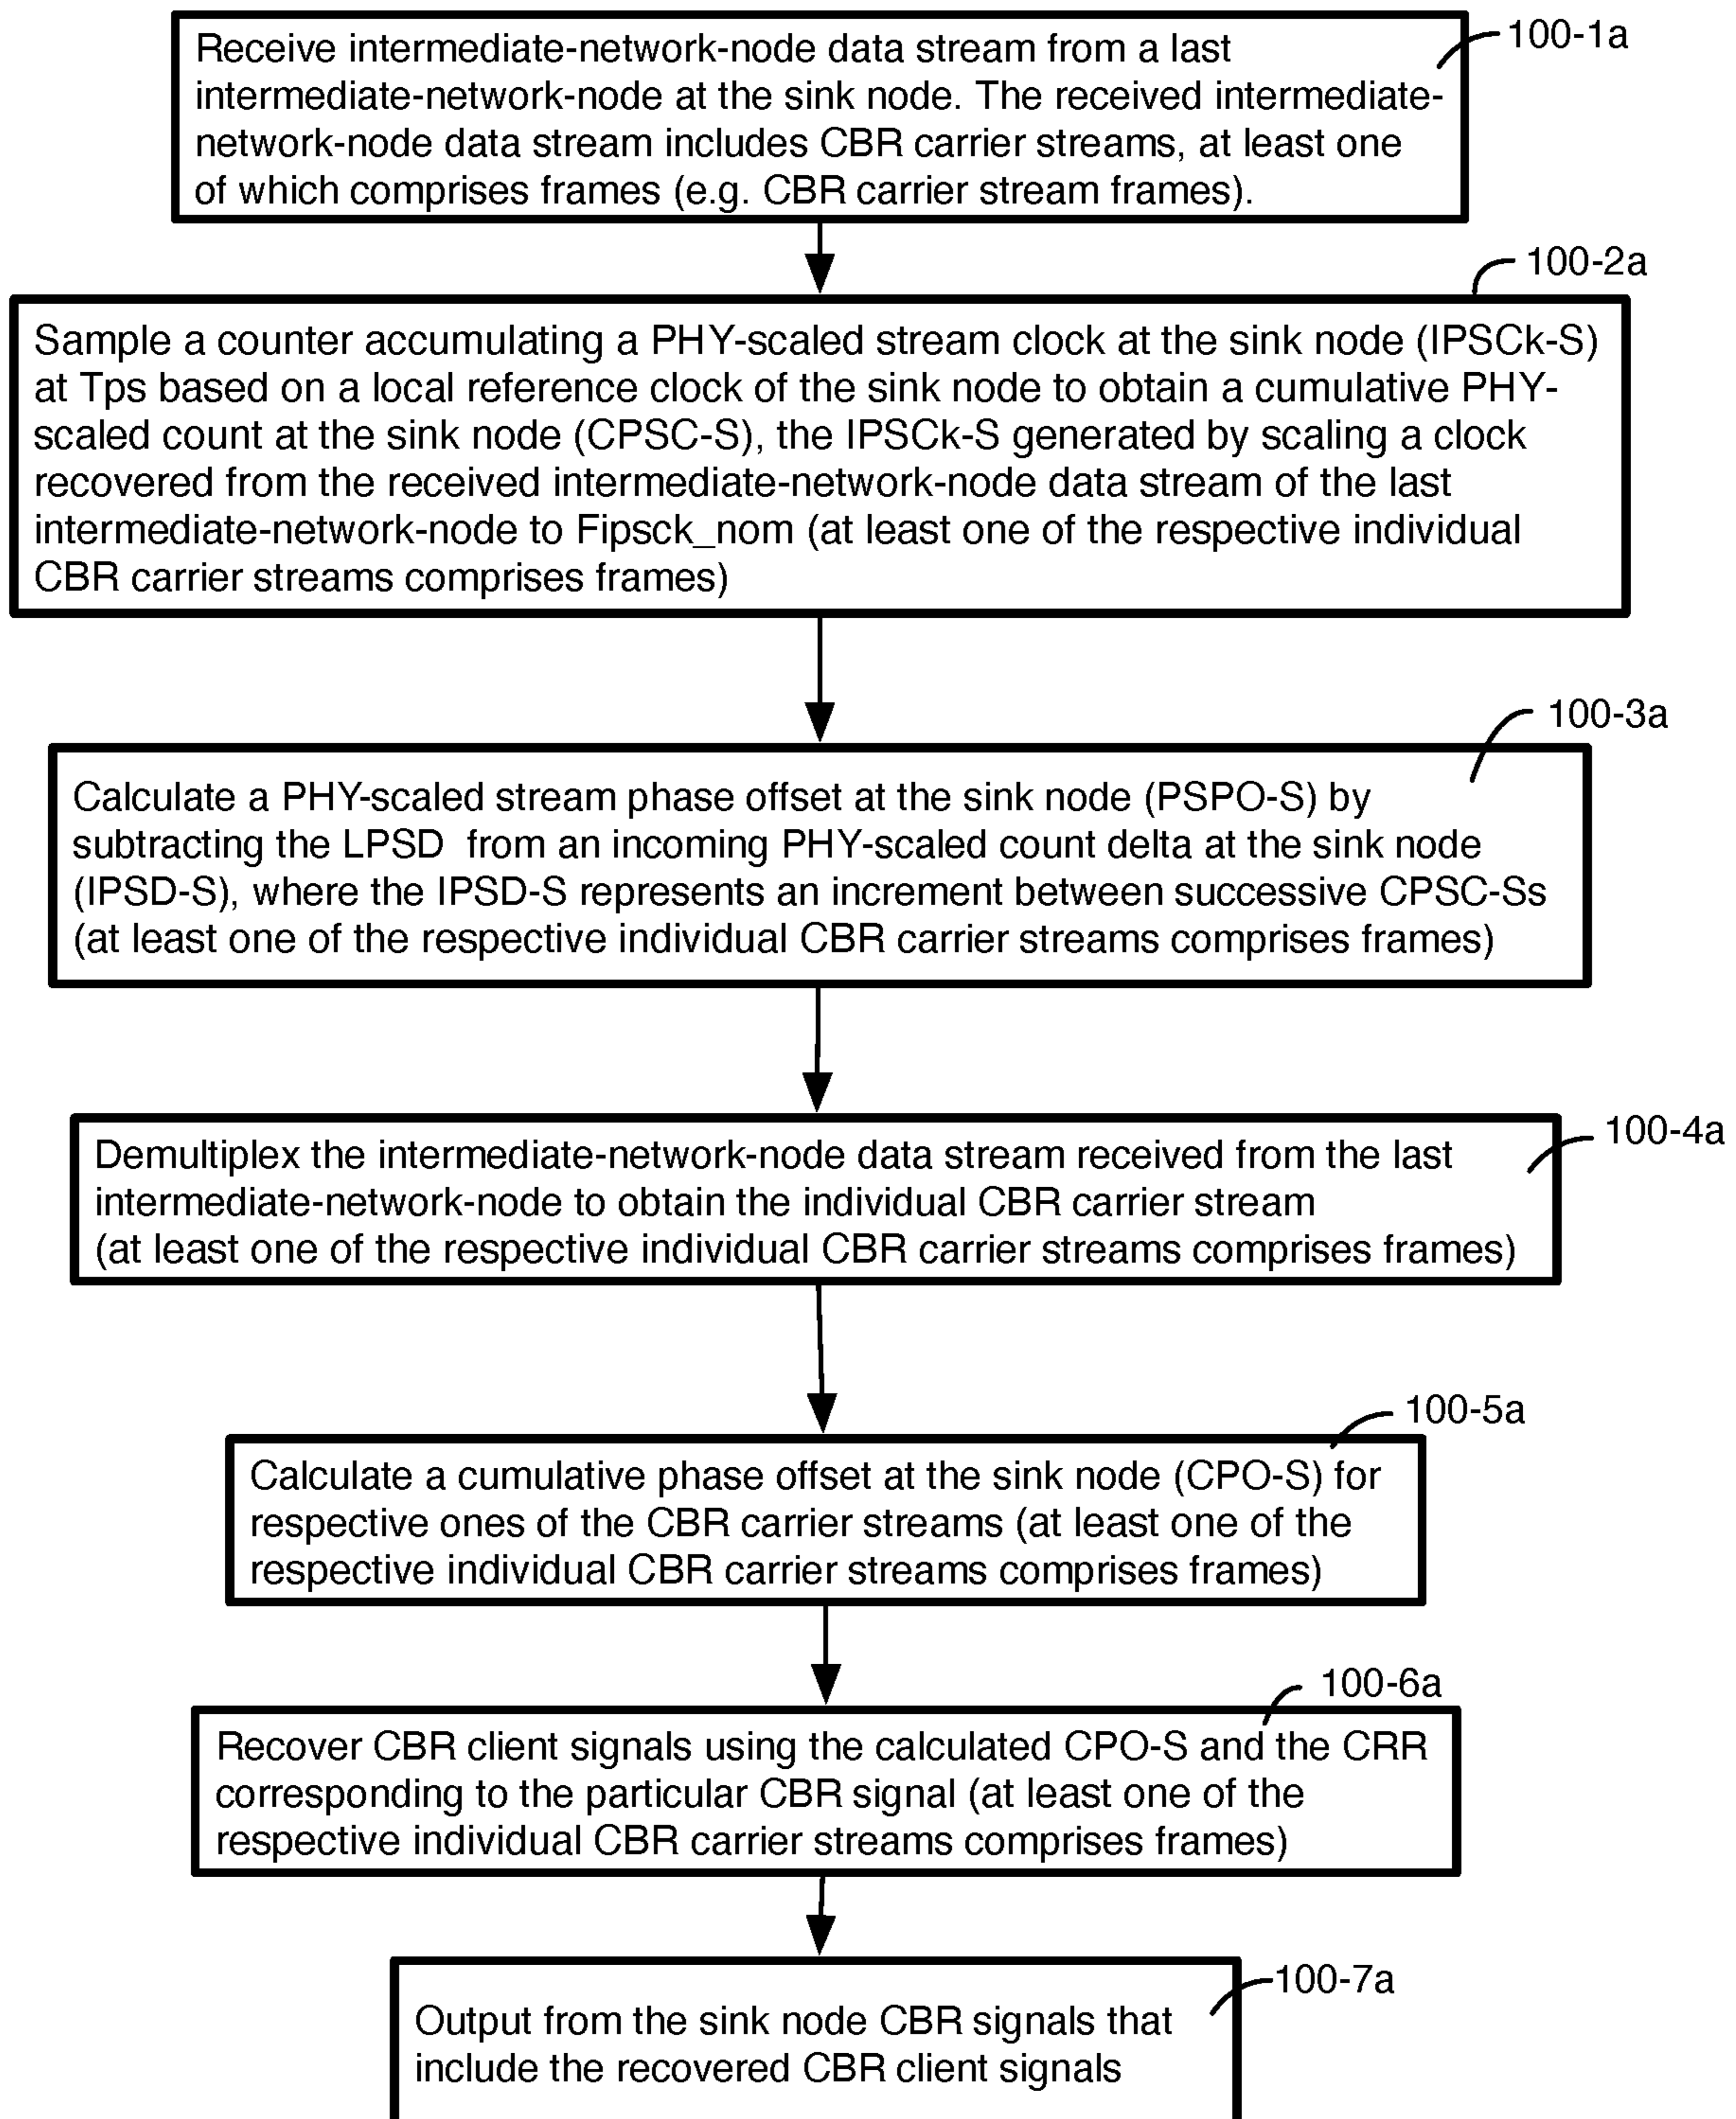 Receive intermediate-network-node data stream from a last
intermediate-network-node at the sink node. The received intermediate-
network-node data stream includes CBR carrier streams, at least one
of which comprises frames (e.g. CBR carrier stream frames).
100-1a
100-2a
Sample a counter accumulating a PHY-scaled stream clock at the sink node (IPSCk-S)
at Tps based on a local reference clock of the sink node to obtain a cumulative PHY-
scaled count at the sink node (CPSC-S), the IPSCk-S generated by scaling a clock
recovered from the received intermediate-network-node data stream of the last
intermediate-network-node to Fipsck_nom (at least one of the respective individual
CBR carrier streams comprises frames)
100-3a
Calculate a PHY-scaled stream phase offset at the sink node (PSPO-S) by
subtracting the LPSD from an incoming PHY-scaled count delta at the sink node
(IPSD-S), where the IPSD-S represents an increment between successive CPSC-Ss
(at least one of the respective individual CBR carrier streams comprises frames)
100-4a
Demultiplex the intermediate-network-node data stream received from the last
intermediate-network-node to obtain the individual CBR carrier stream
(at least one of the respective individual CBR carrier streams comprises frames)
100-5a
Calculate a cumulative phase offset at the sink node (CPO-S) for
respective ones of the CBR carrier streams (at least one of the
respective individual CBR carrier streams comprises frames)
100-6a
Recover CBR client signals using the calculated CPO-S and the CRR
corresponding to the particular CBR signal (at least one of the
respective individual CBR carrier streams comprises frames)
100-7a
Output from the sink node CBR signals that
include the recovered CBR client signals